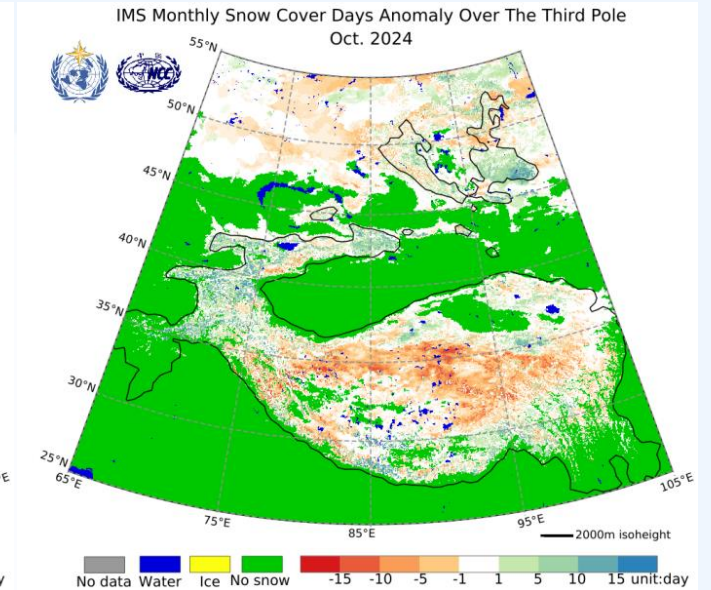 IMS Monthly Snow Cover Days Anomaly Over The Third Pole
Oct. 2024
NCC
55°N
50°N
45°N
40°N
35°N
30°N
25°N
65°E
75°E
85°E
95°E
105°E
2000m isoheight
No data Water Ice No snow -15 -10 -5 -1 1 5 10 15 unit:day